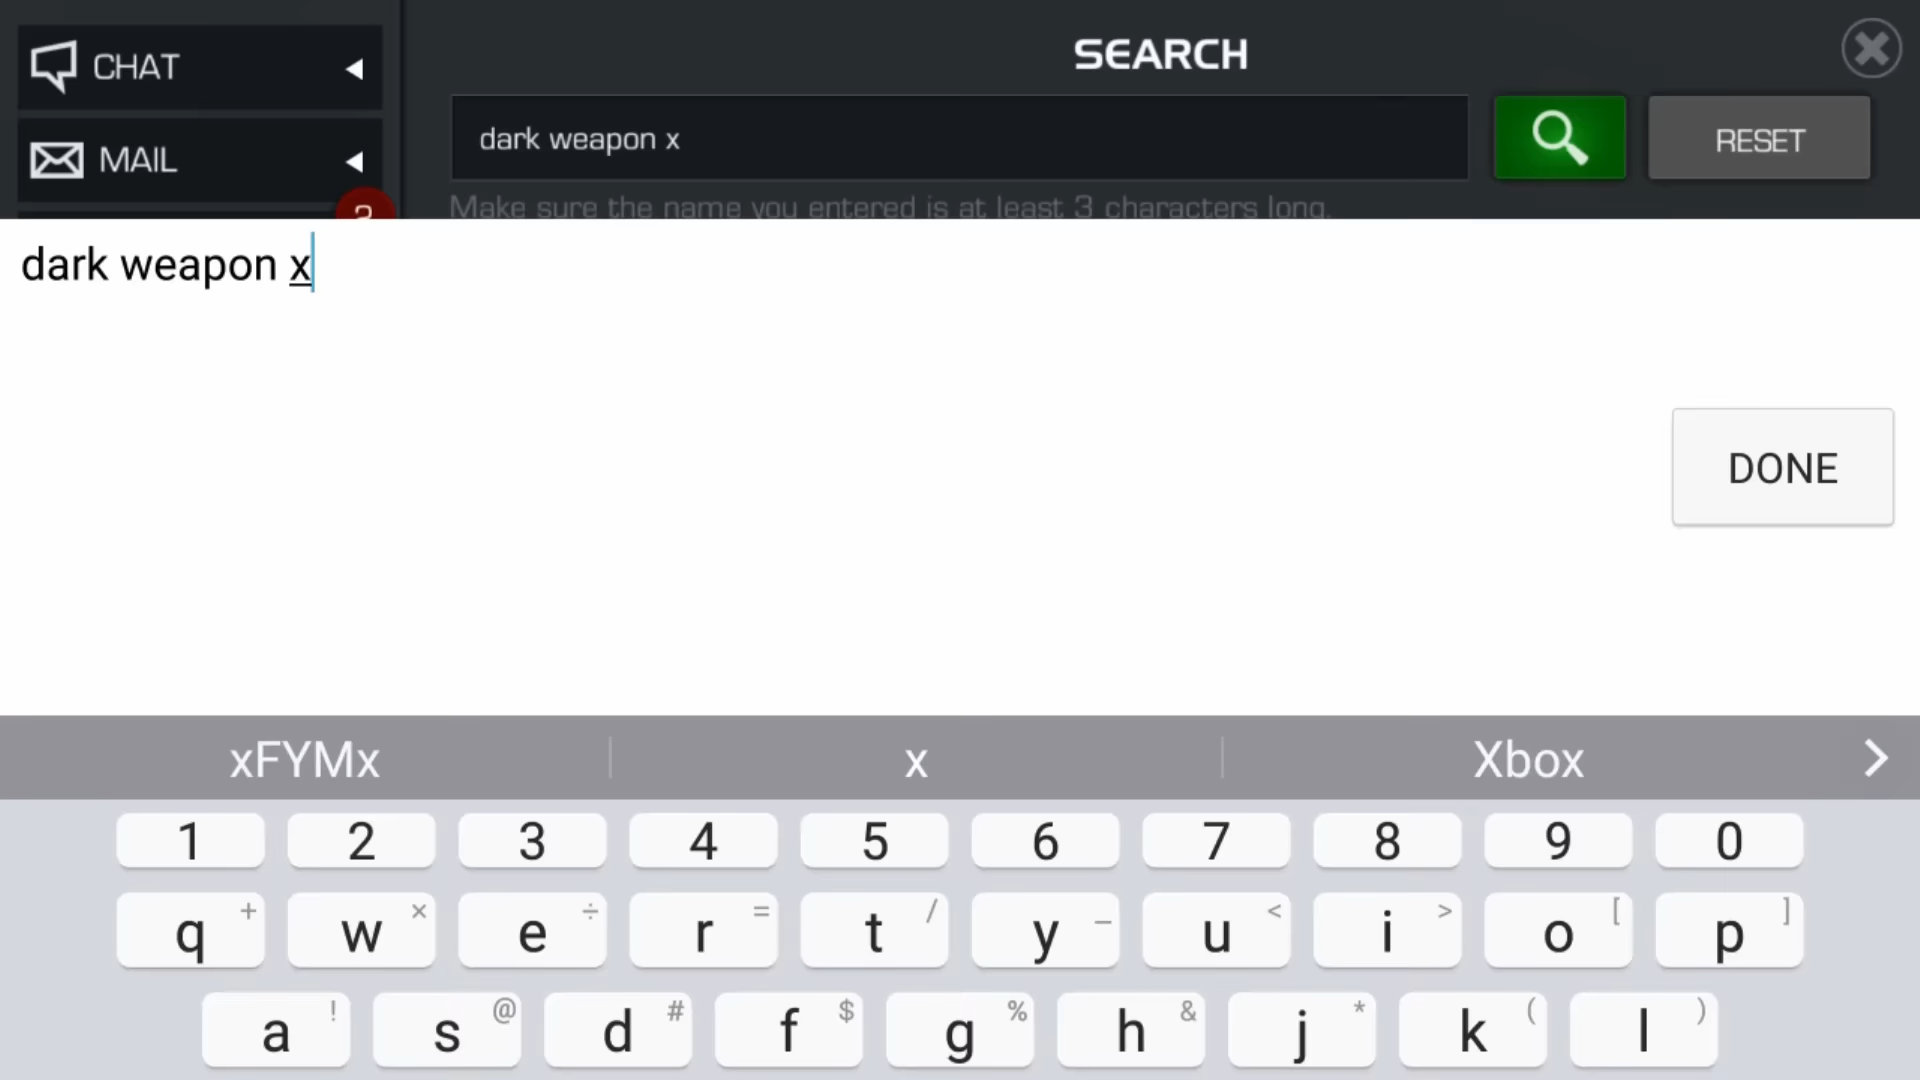 CHAT
MAIL
SEARCH
dark weapon x
RESET
Make sure the name you entered is at least 3 characters long.
dark weapon x
DONE
xFYMx x Xbox
1 2 3 4 5 6 7 8 9 0
q + w × e ÷ r = t / y _ u < i > o [ p ]
a ! s @ d # f $ g % h & j * k ( l )